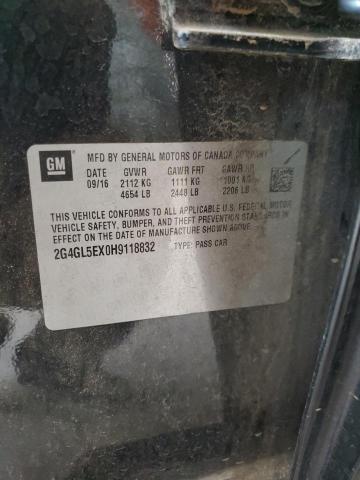 GM
MFD BY GENERAL MOTORS OF CANADA COMPANY
DATE GVWR GAWR FRT GAWR RR
09/16 2112 KG 1111 KG 1001 KG
4654 LB 2449 LB 2206 LB
THIS VEHICLE CONFORMS TO ALL APPLICABLE U.S. FEDERAL MOTOR
VEHICLE SAFETY, BUMPER, AND THEFT PREVENTION STANDARDS IN
EFFECT ON THE DATE OF MANUFACTURE SHOWN ABOVE.
2G4GL5EX0H9118832 TYPE: PASS CAR